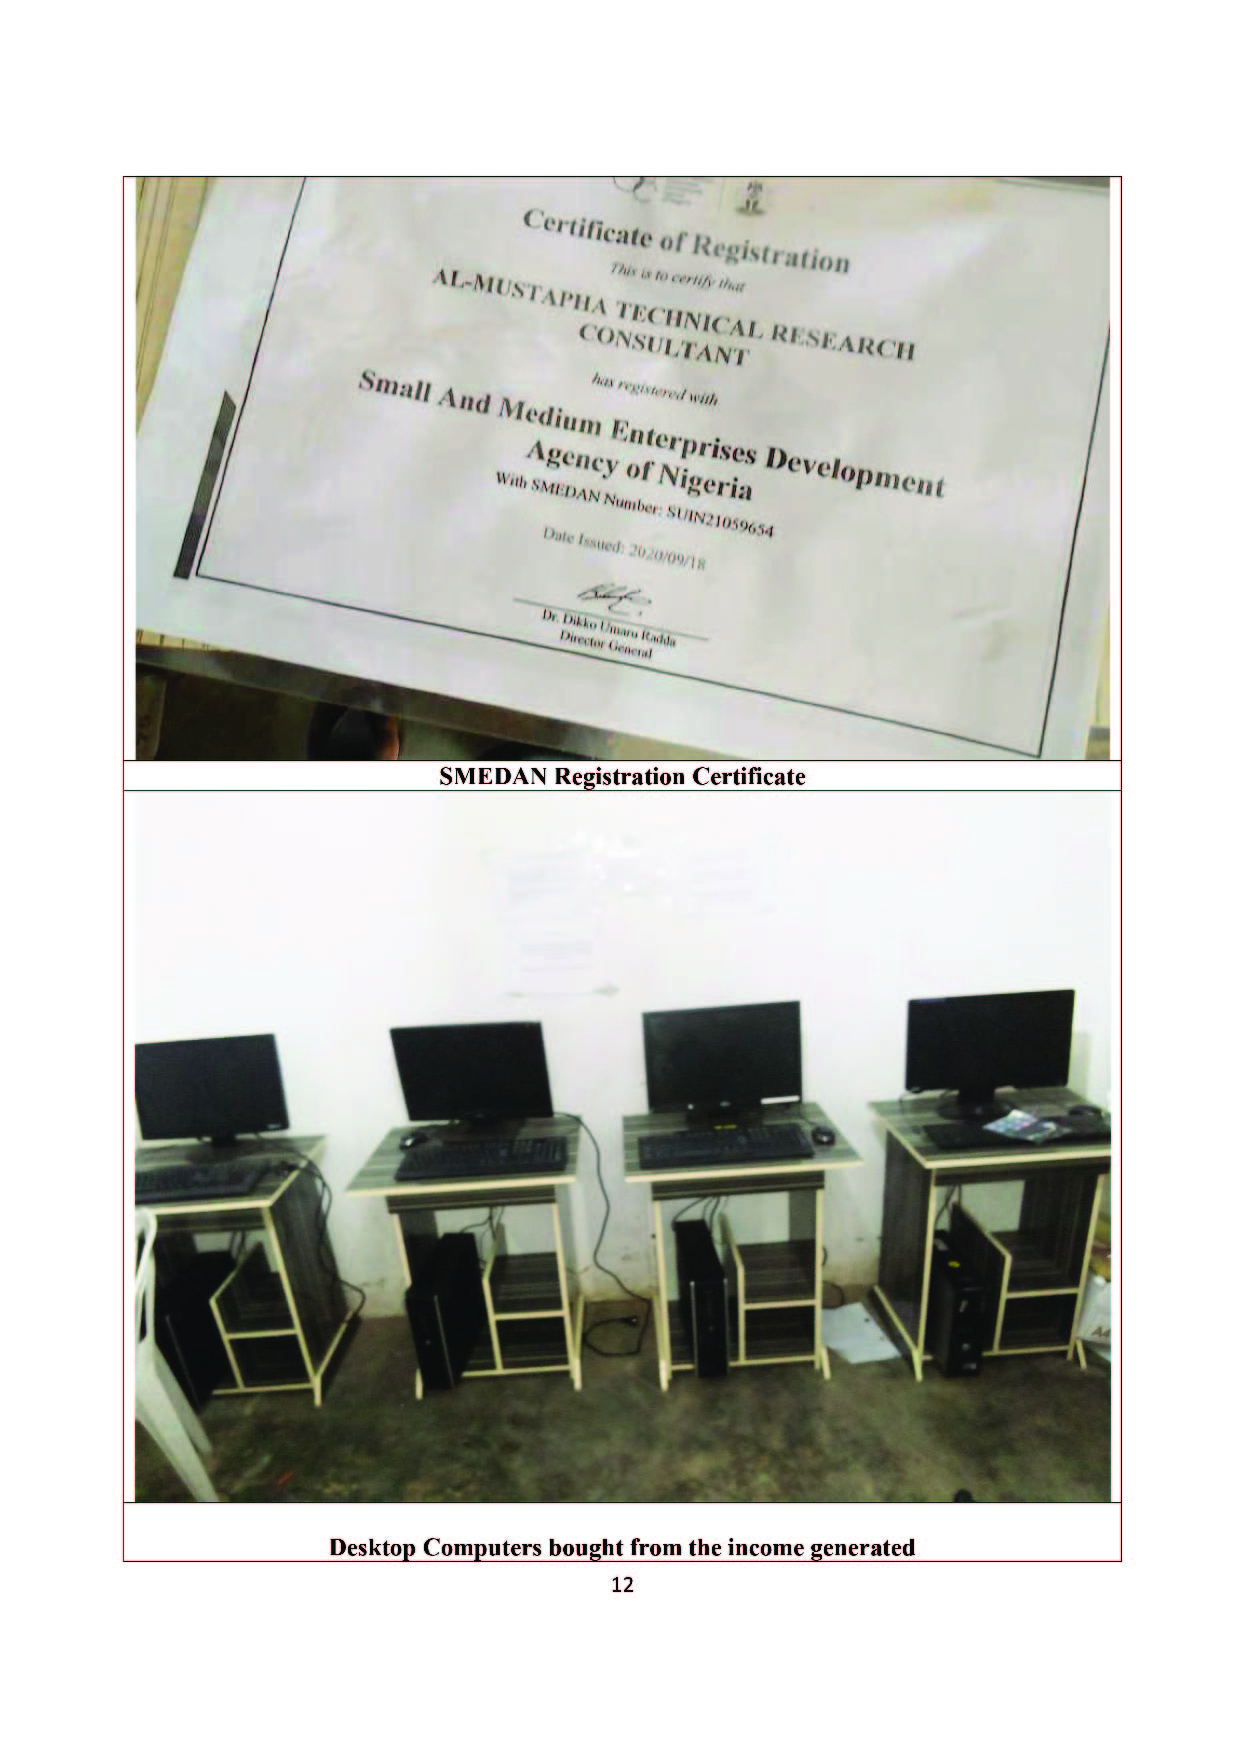 Certificate of Registration
This is to certify that
AL-MUSTAPHA TECHNICAL RESEARCH
CONSULTANT
has registered with
Small And Medium Enterprises Development
Agency of Nigeria
With SMEDAN Number: SUIN21059654
Date Issued: 2020/09/18
Dr. Dikko Umaru Radda
Director General
SMEDAN Registration Certificate
Desktop Computers bought from the income generated
12